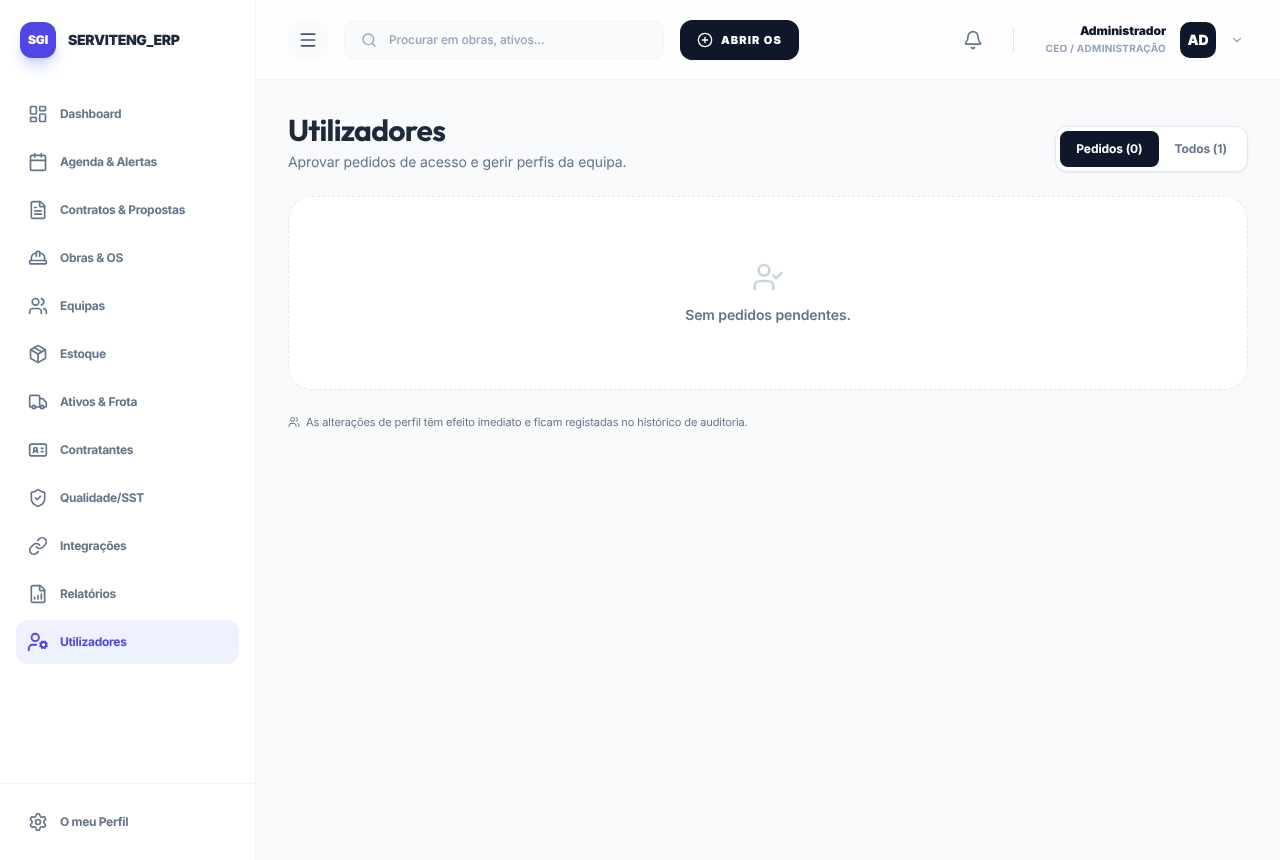 SGI
SERVITENG_ERP
Dashboard
Agenda & Alertas
Contratos & Propostas
Obras & OS
Equipas
Estoque
Ativos & Frota
Contratantes
Qualidade/SST
Integrações
Relatórios
Utilizadores
O meu Perfil
Procurar em obras, ativos...
ABRIR OS
Administrador
CEO / ADMINISTRAÇÃO
AD
Utilizadores
Aprovar pedidos de acesso e gerir perfis da equipa.
Pedidos (0)
Todos (1)
Sem pedidos pendentes.
As alterações de perfil têm efeito imediato e ficam registadas no histórico de auditoria.